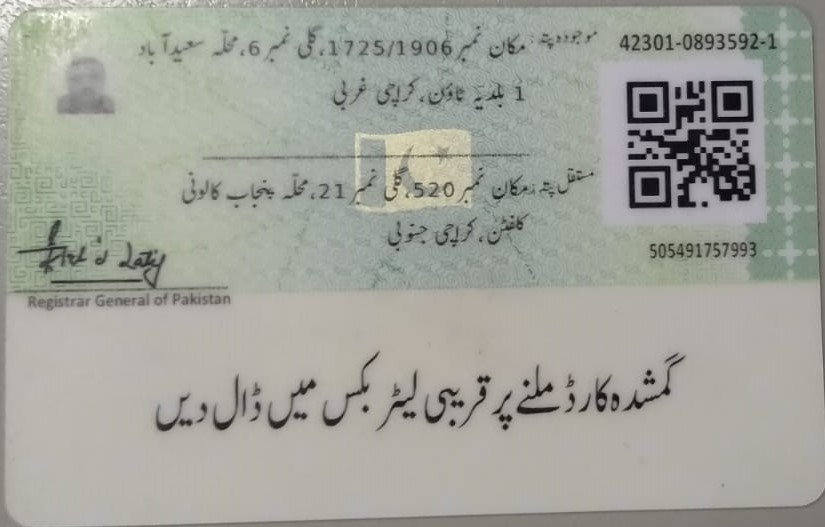 موجودہ پتہ: مکان نمبر 1725/1906، گلی نمبر 6، محلہ سعیدآباد
1 بلدیہ ٹاؤن، کراچی غربی
42301-0893592-1
مستقل پتہ: مکان نمبر 520، گلی نمبر 21، محلہ پنجاب کالونی
کلفٹن، کراچی جنوبی
505491757993
Registrar General of Pakistan
گمشدہ کارڈ ملنے پر قریبی لیٹر بکس میں ڈال دیں